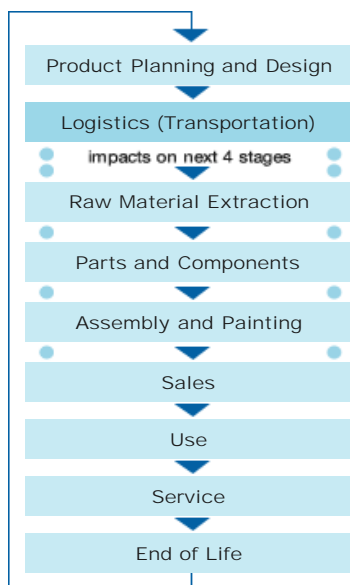 Product Planning and Design
Logistics (Transportation)
impacts on next 4 stages
Raw Material Extraction
Parts and Components
Assembly and Painting
Sales
Use
Service
End of Life